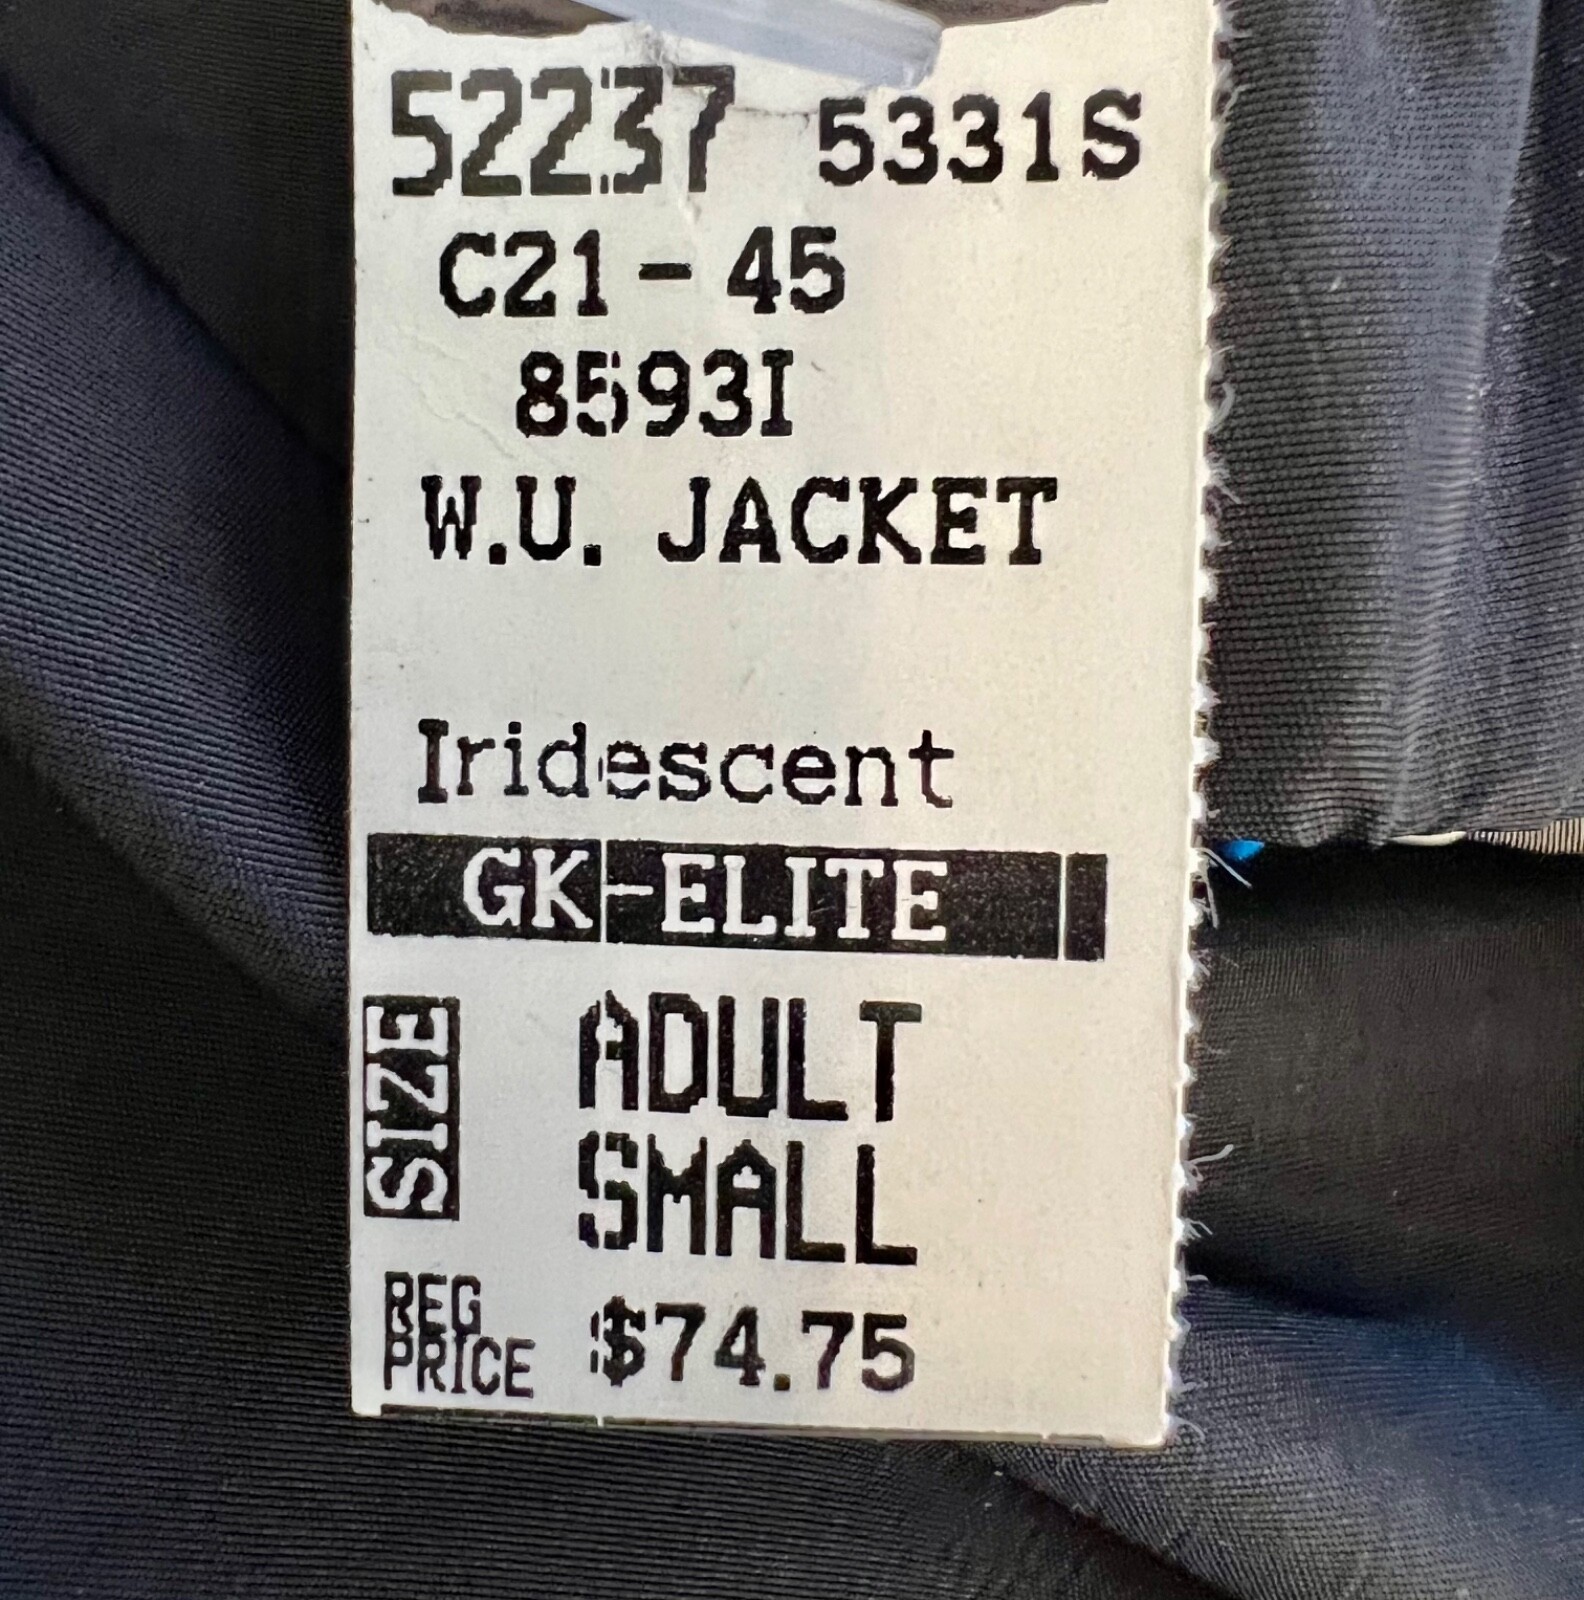 52237 5331S
C21-45
8593I
W.U. JACKET
Iridescent
GK-ELITE
SIZE
ADULT
SMALL
REG
PRICE $74.75